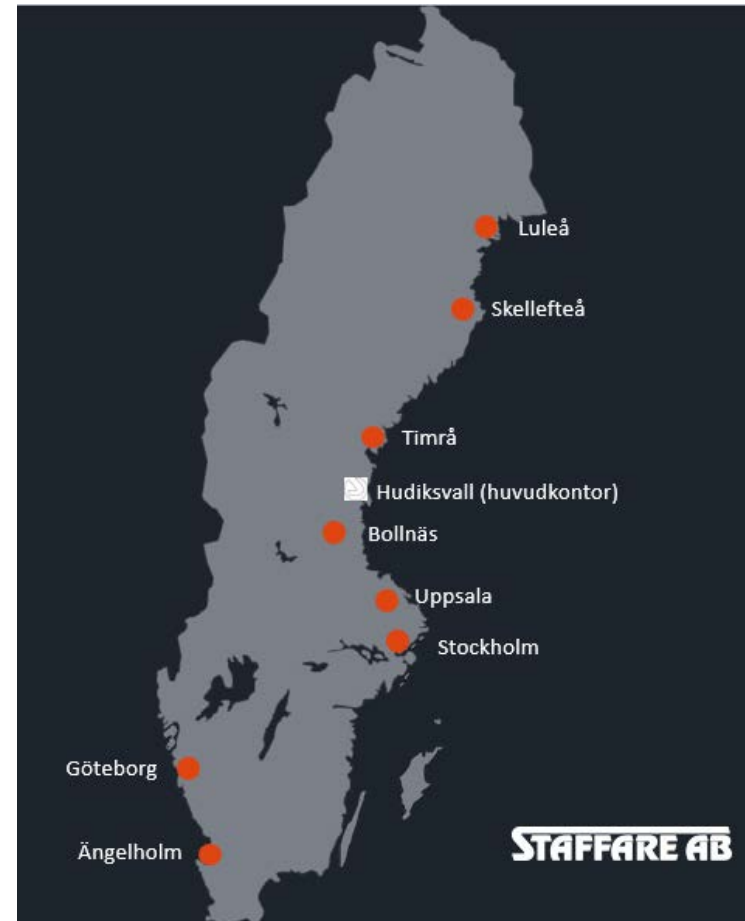 Luleå
Skellefteå
Timrå
Hudiksvall (huvudkontor)
Bollnäs
Uppsala
Stockholm
Göteborg
Ängelholm
STAFFARE AB